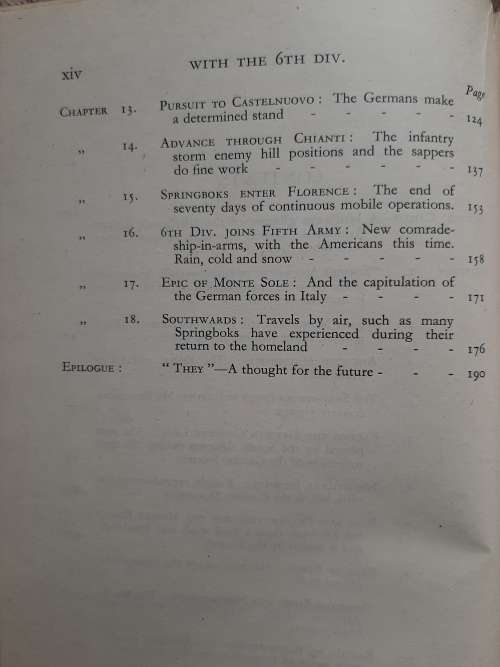 xiv
WITH THE 6TH DIV.
Page
CHAPTER 13. PURSUIT TO CASTELNUOVO : The Germans make
a determined stand - - - - - 124
„ 14. ADVANCE THROUGH CHIANTI : The infantry
storm enemy hill positions and the sappers
do fine work - - - - - - 137
„ 15. SPRINGBOKS ENTER FLORENCE : The end of
seventy days of continuous mobile operations. 153
„ 16. 6TH DIV. JOINS FIFTH ARMY : New comrade-
ship-in-arms, with the Americans this time.
Rain, cold and snow - - - - - 158
„ 17. EPIC OF MONTE SOLE : And the capitulation of
the German forces in Italy - - - - 171
„ 18. SOUTHWARDS : Travels by air, such as many
Springboks have experienced during their
return to the homeland - - - - 176
EPILOGUE : " THEY "—A thought for the future - - - 190